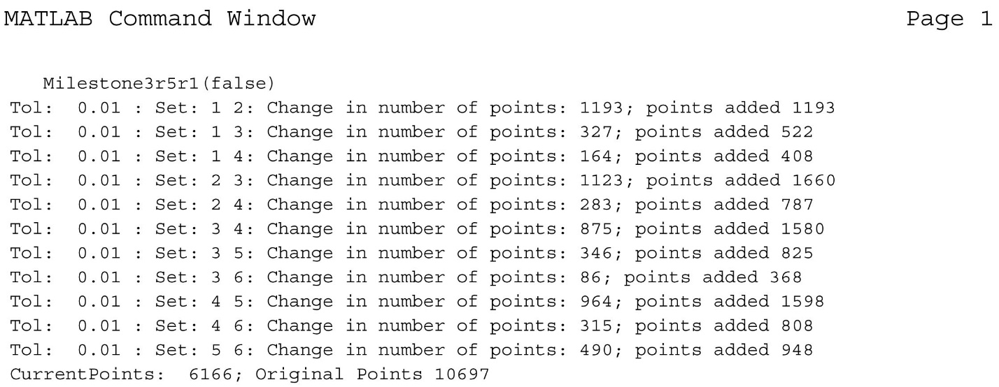 MATLAB Command Window Page 1
Milestone3r5r1(false)
Tol: 0.01 : Set: 1 2: Change in number of points: 1193; points added 1193
Tol: 0.01 : Set: 1 3: Change in number of points: 327; points added 522
Tol: 0.01 : Set: 1 4: Change in number of points: 164; points added 408
Tol: 0.01 : Set: 2 3: Change in number of points: 1123; points added 1660
Tol: 0.01 : Set: 2 4: Change in number of points: 283; points added 787
Tol: 0.01 : Set: 3 4: Change in number of points: 875; points added 1580
Tol: 0.01 : Set: 3 5: Change in number of points: 346; points added 825
Tol: 0.01 : Set: 3 6: Change in number of points: 86; points added 368
Tol: 0.01 : Set: 4 5: Change in number of points: 964; points added 1598
Tol: 0.01 : Set: 4 6: Change in number of points: 315; points added 808
Tol: 0.01 : Set: 5 6: Change in number of points: 490; points added 948
CurrentPoints: 6166; Original Points 10697